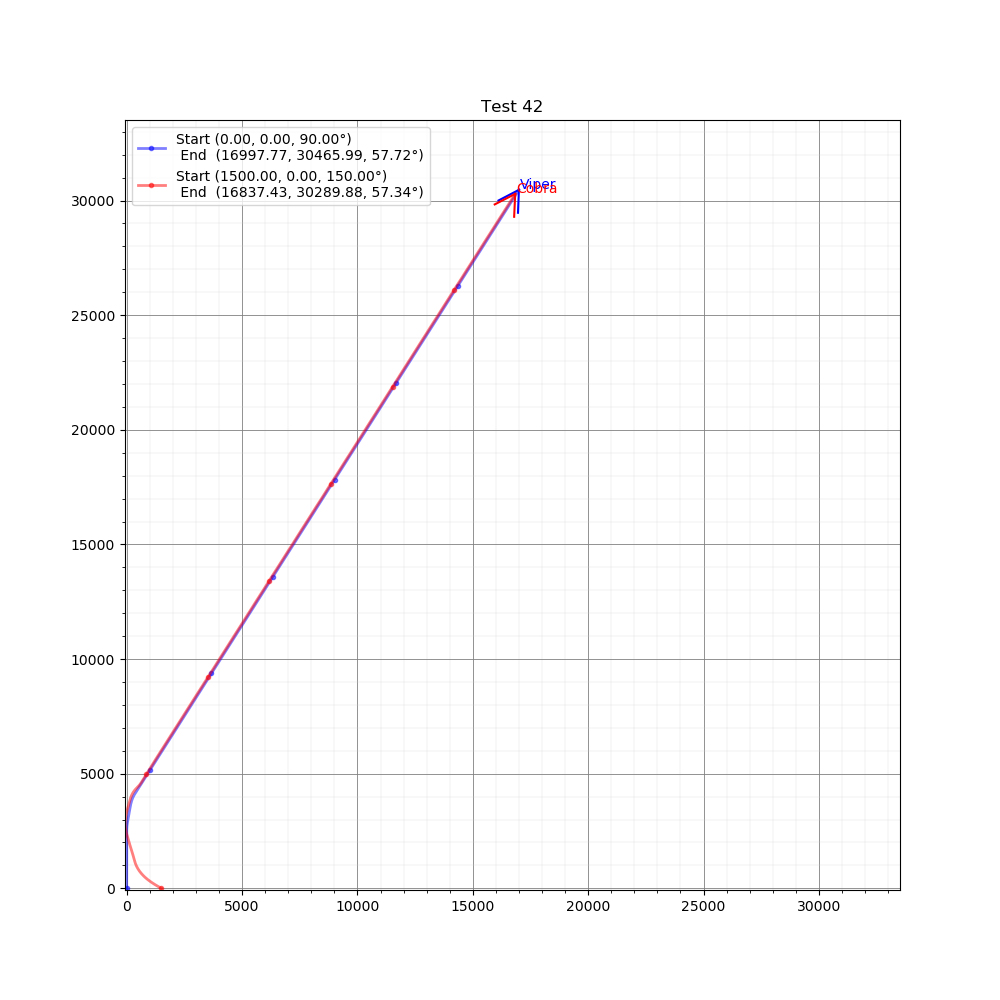 Test 42
Start (0.00, 0.00, 90.00°)
End  (16997.77, 30465.99, 57.72°)
Start (1500.00, 0.00, 150.00°)
End  (16837.43, 30289.88, 57.34°)
Viper
Cobra
30000
25000
20000
15000
10000
5000
0
0
5000
10000
15000
20000
25000
30000